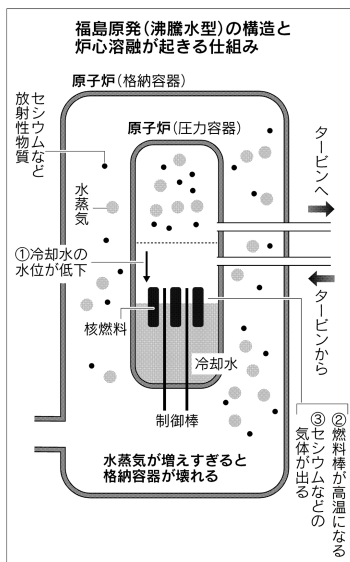 福島原発(沸騰水型)の構造と
炉心溶融が起きる仕組み
原子炉(格納容器)
セシウムなど
放射性物質
原子炉(圧力容器)
タービンへ
水蒸気
①冷却水の
水位が低下
タービンから
核燃料
冷却水
制御棒
②燃料棒が高温になる
③セシウムなどの
気体が出る
水蒸気が増えすぎると
格納容器が壊れる